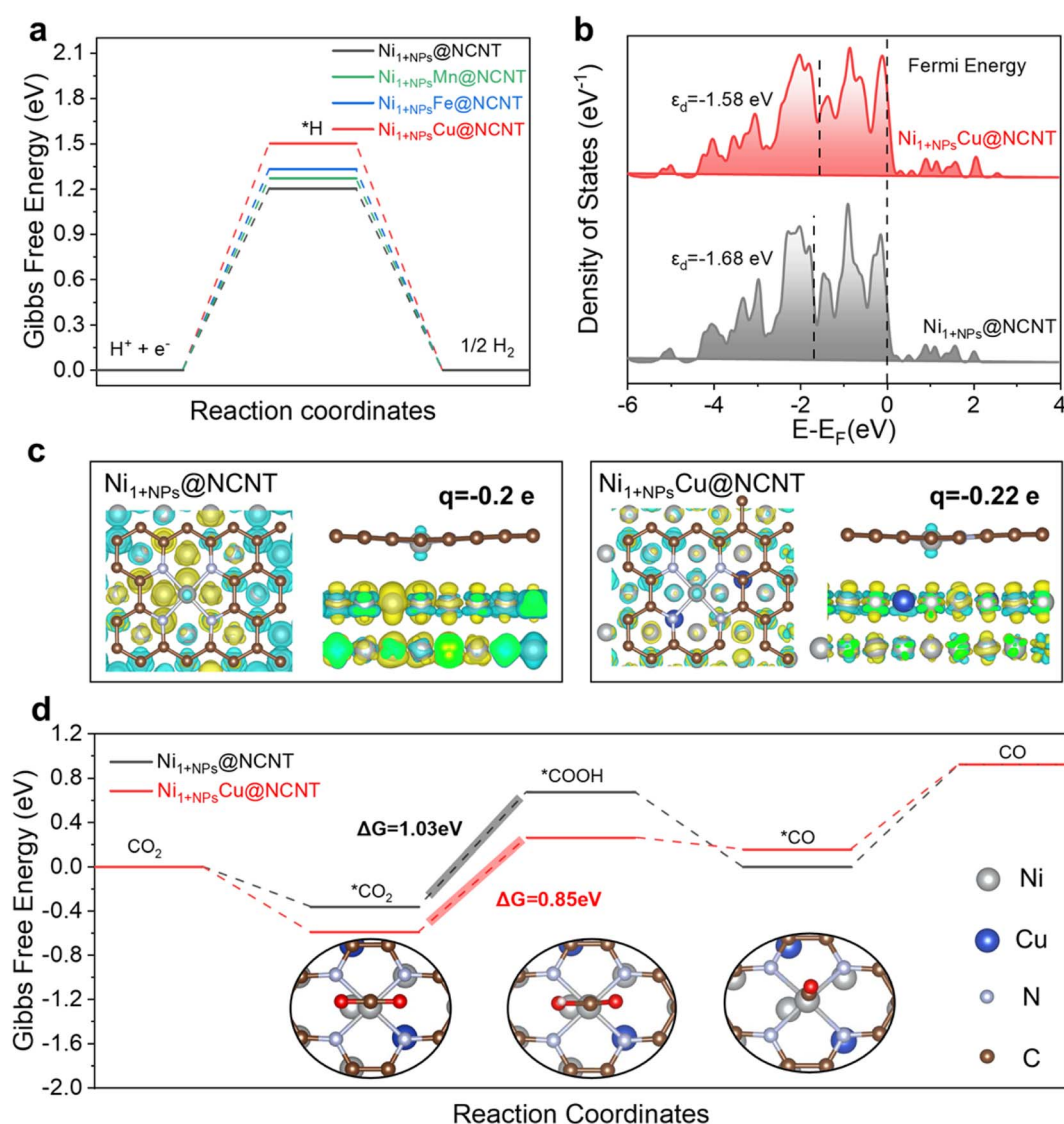 a
Gibbs Free Energy (eV)
2.1
1.8
1.5
1.2
0.9
0.6
0.3
0.0
Ni₁₊NPs@NCNT
Ni₁₊NPsMn@NCNT
Ni₁₊NPsFe@NCNT
Ni₁₊NPsCu@NCNT
*H
H⁺ + e⁻
1/2 H₂
Reaction coordinates
b
Density of States (eV⁻¹)
Fermi Energy
εd=-1.58 eV
Ni₁₊NPsCu@NCNT
εd=-1.68 eV
Ni₁₊NPs@NCNT
-6 -4 -2 0 2 4
E-EF(eV)
c
Ni₁₊NPs@NCNT
q=-0.2 e
Ni₁₊NPsCu@NCNT
q=-0.22 e
d
Gibbs Free Energy (eV)
1.2
0.8
0.4
0.0
-0.4
-0.8
-1.2
-1.6
-2.0
Ni₁₊NPs@NCNT
Ni₁₊NPsCu@NCNT
CO₂
*CO₂
ΔG=1.03eV
*COOH
ΔG=0.85eV
*CO
CO
Ni
Cu
N
C
Reaction Coordinates